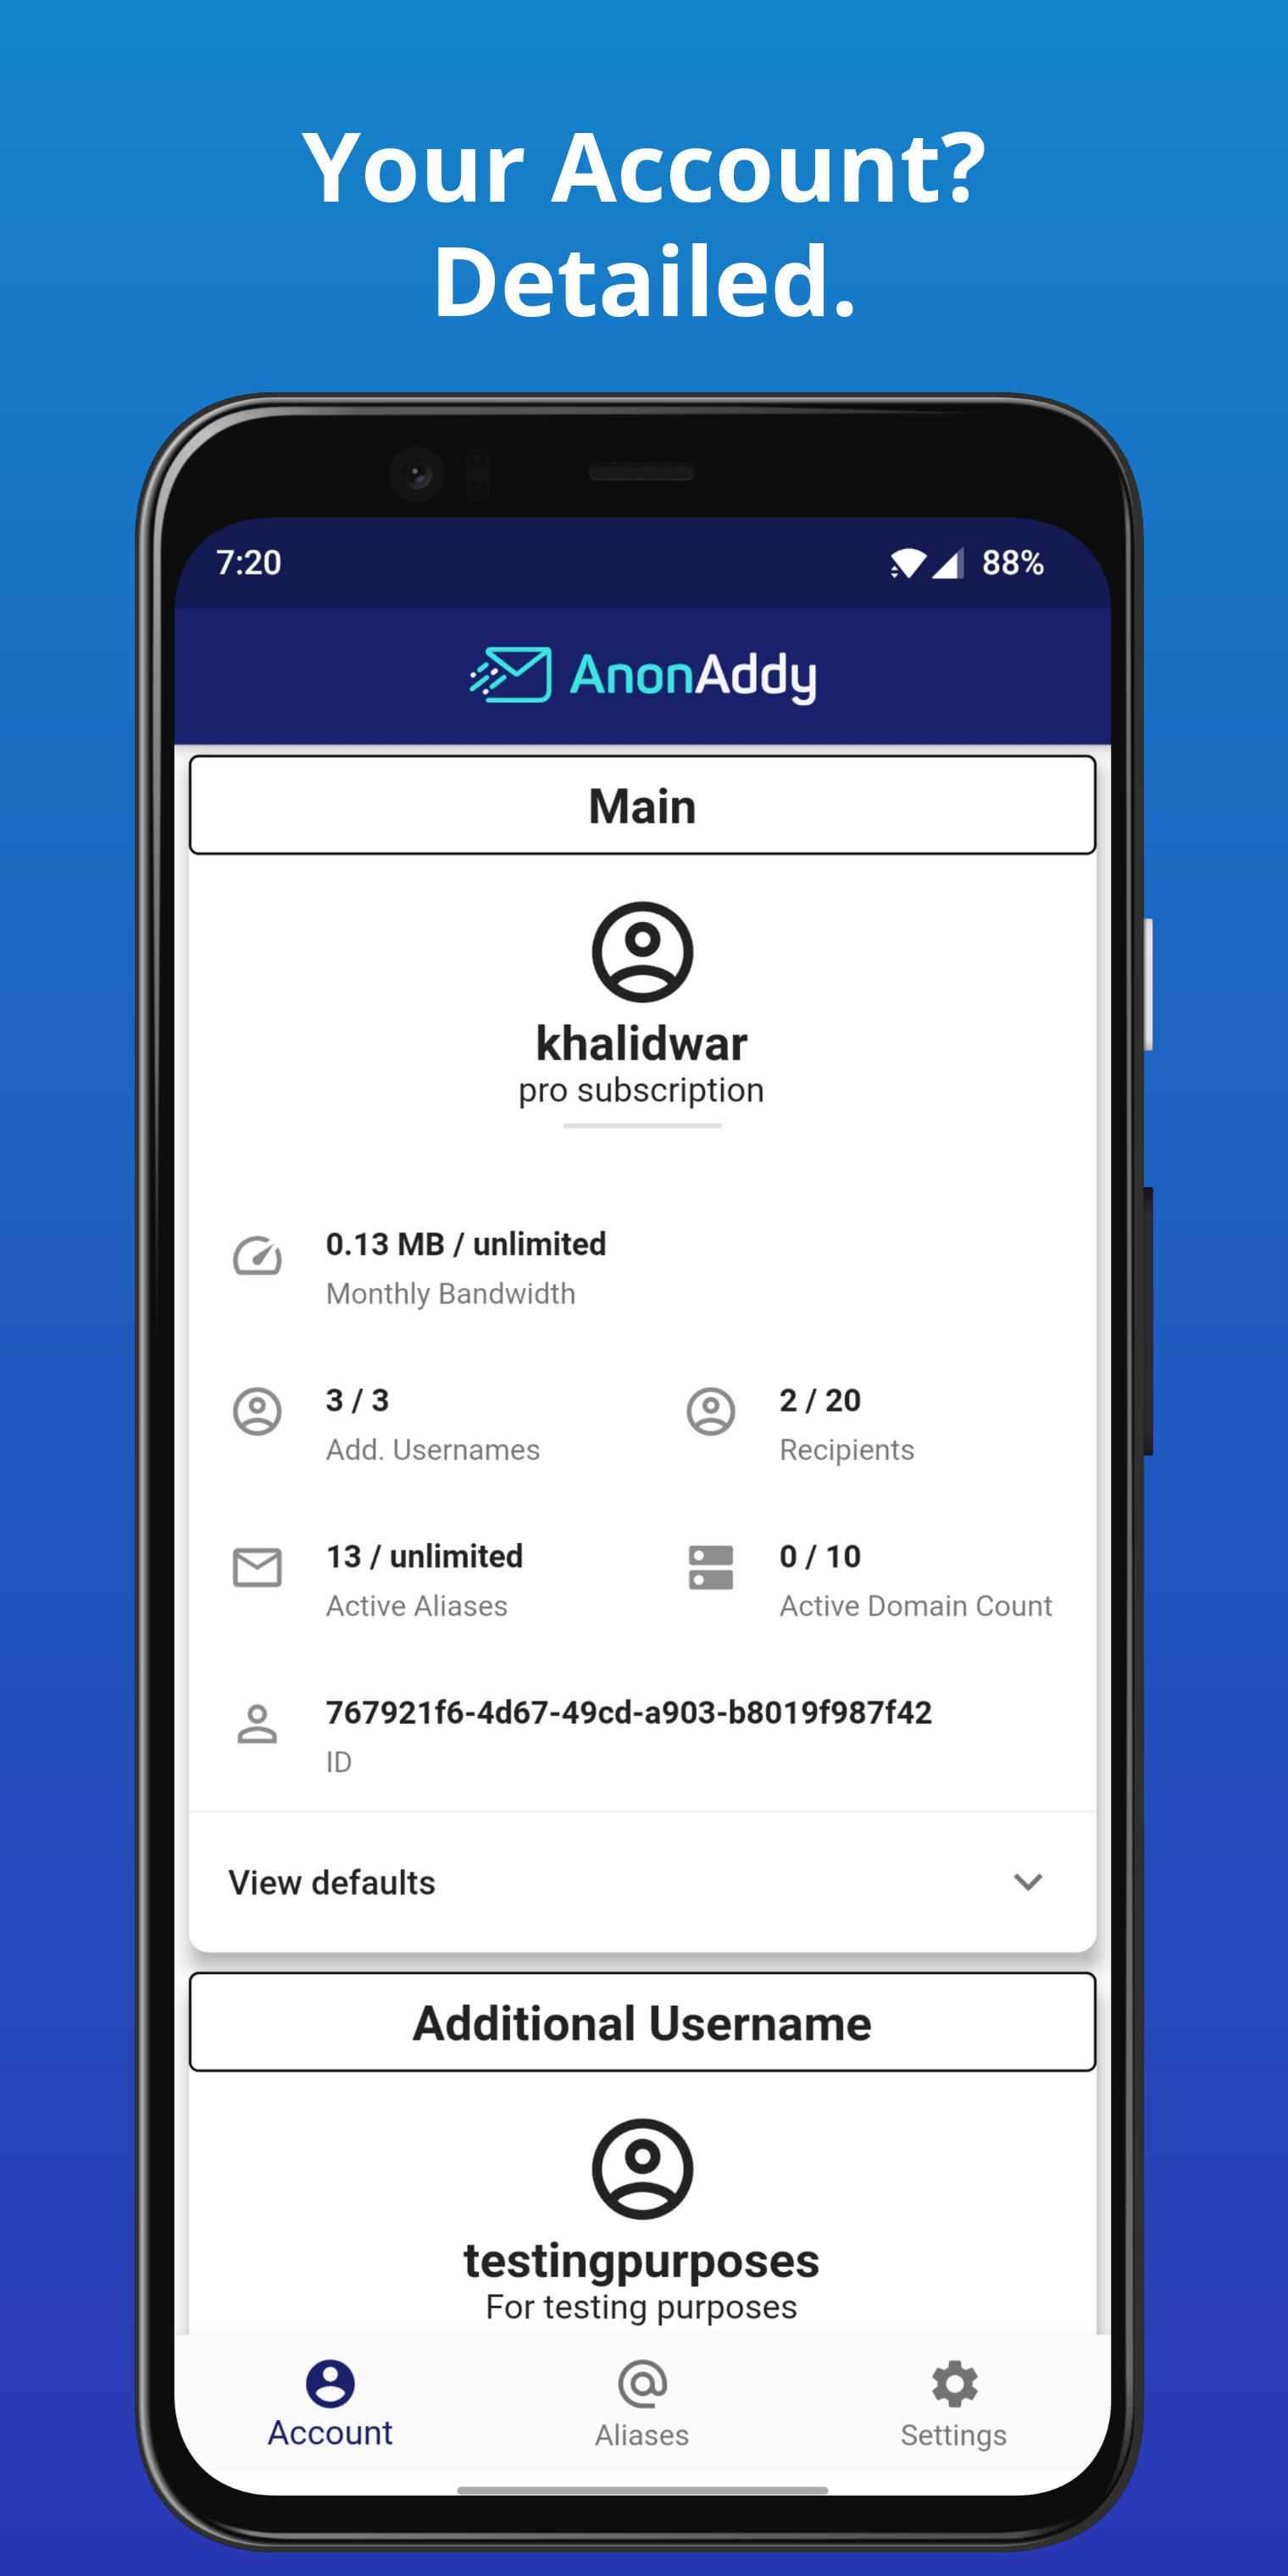 Your Account?
Detailed.
7:20
88%
AnonAddy
Main
khalidwar
pro subscription
0.13 MB / unlimited
Monthly Bandwidth
3 / 3
Add. Usernames
2 / 20
Recipients
13 / unlimited
Active Aliases
0 / 10
Active Domain Count
767921f6-4d67-49cd-a903-b8019f987f42
ID
View defaults
Additional Username
testingpurposes
For testing purposes
Account
Aliases
Settings